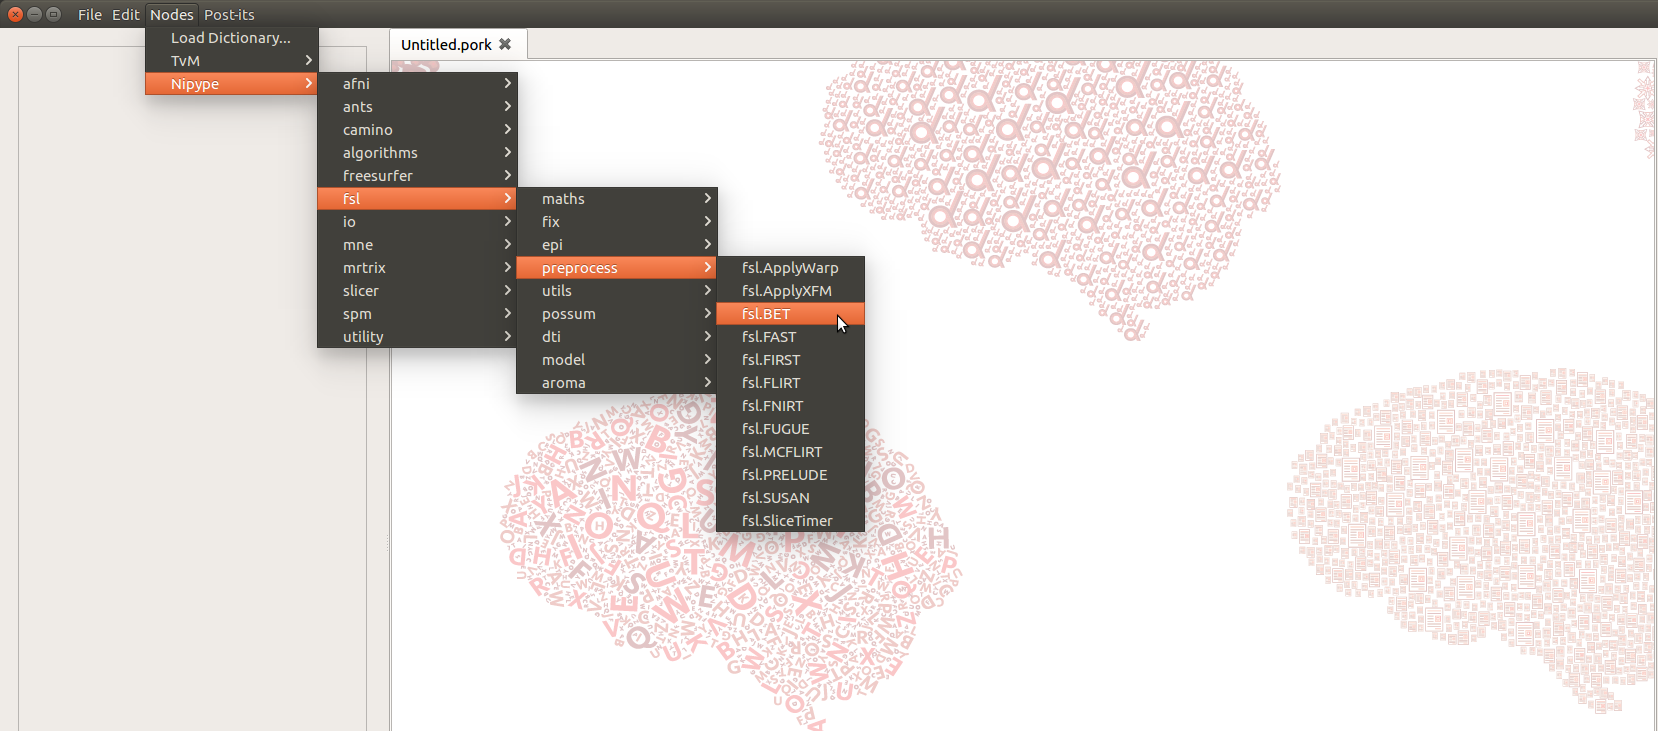 File Edit Nodes Post-its
Load Dictionary...
TvM
Nipype
Untitled.pork
afni
ants
camino
algorithms
freesurfer
fsl
io
mne
mrtrix
slicer
spm
utility
maths
fix
epi
preprocess
utils
possum
dti
model
aroma
fsl.ApplyWarp
fsl.ApplyXFM
fsl.BET
fsl.FAST
fsl.FIRST
fsl.FLIRT
fsl.FNIRT
fsl.FUGUE
fsl.MCFLIRT
fsl.PRELUDE
fsl.SUSAN
fsl.SliceTimer